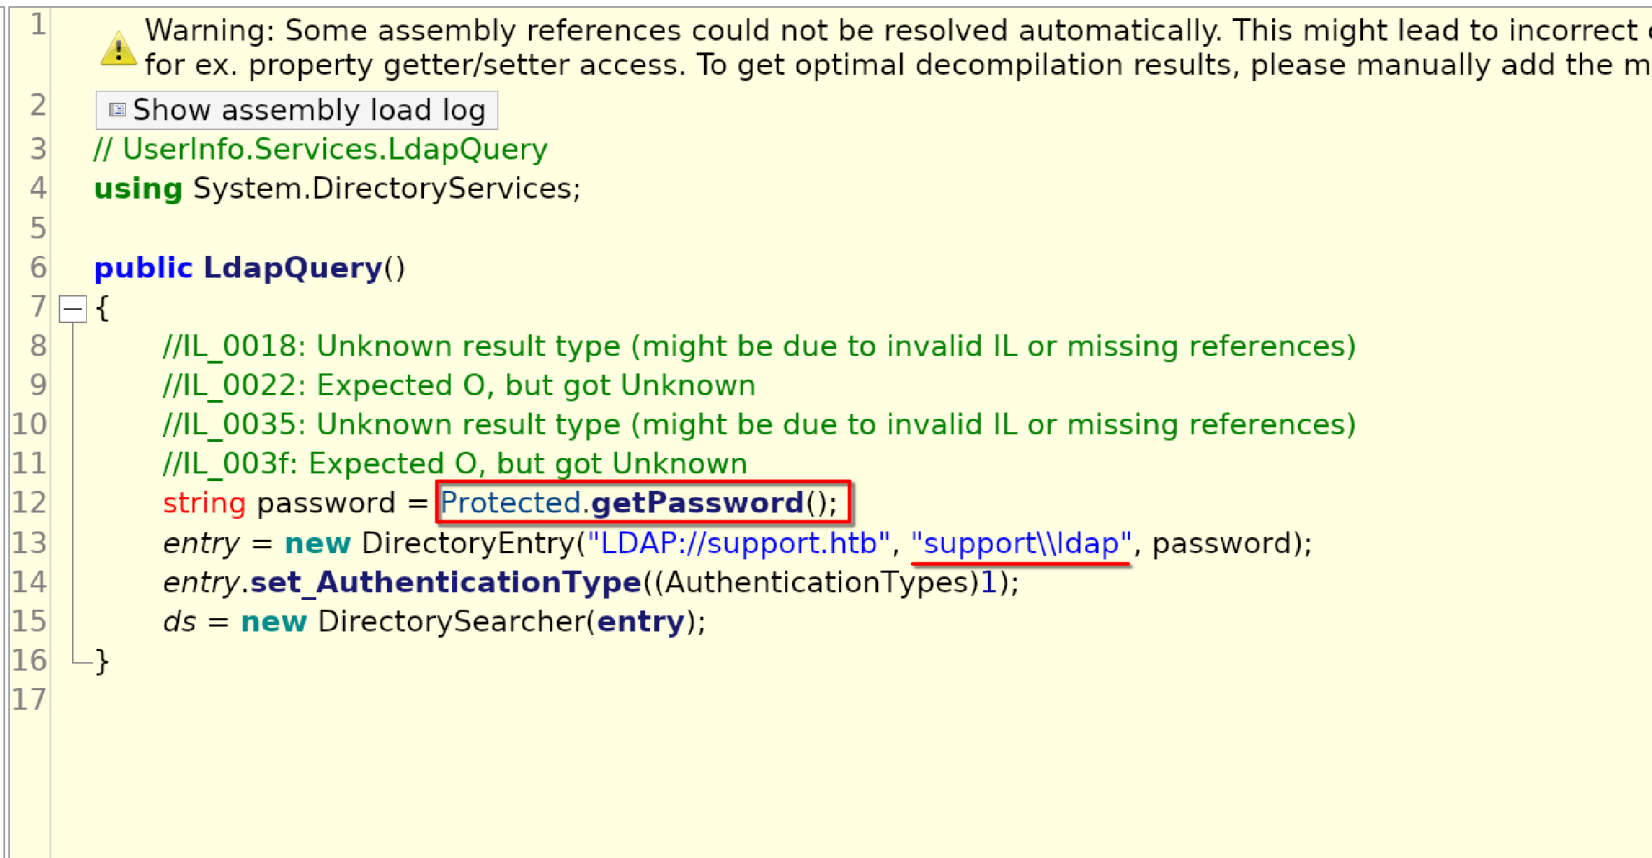 1 Warning: Some assembly references could not be resolved automatically. This might lead to incorrect
for ex. property getter/setter access. To get optimal decompilation results, please manually add the m
2 Show assembly load log
3 // UserInfo.Services.LdapQuery
4 using System.DirectoryServices;
5
6 public LdapQuery()
7 {
8 //IL_0018: Unknown result type (might be due to invalid IL or missing references)
9 //IL_0022: Expected O, but got Unknown
10 //IL_0035: Unknown result type (might be due to invalid IL or missing references)
11 //IL_003f: Expected O, but got Unknown
12 string password = Protected.getPassword();
13 entry = new DirectoryEntry("LDAP://support.htb", "support\\ldap", password);
14 entry.set_AuthenticationType((AuthenticationTypes)1);
15 ds = new DirectorySearcher(entry);
16 }
17